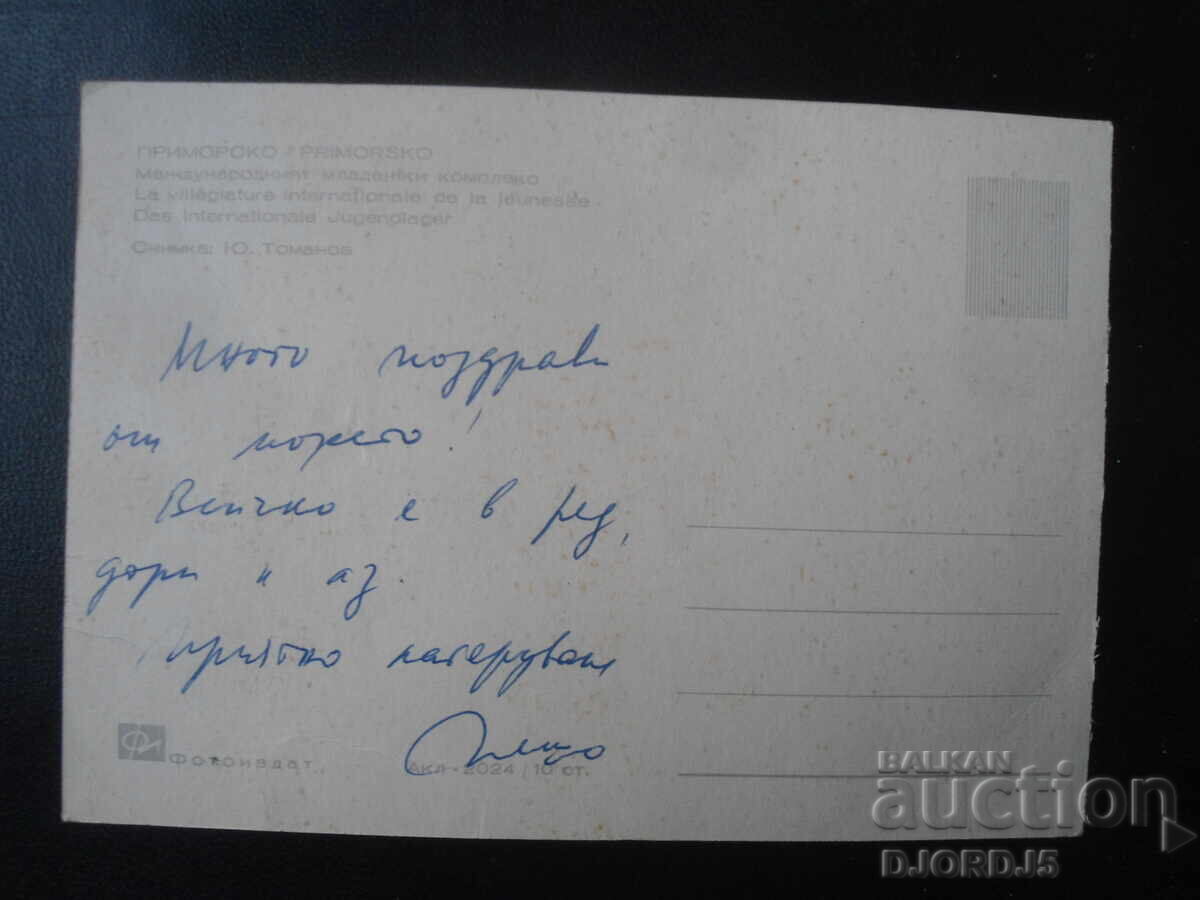 ПРИМОРСКО / PRIMORSKO
Международният младежки комплекс
La villégiature internationale de la jeunesse
Das Internationale Jugendlager
Снимка: Ю. Томанов
Много поздрави
от морето!
Всичко е в ред,
дори и аз.
Приятно
Фотоиздат
Акл-2024 / 10 ст.
BALKAN
auction
DJORDJ5